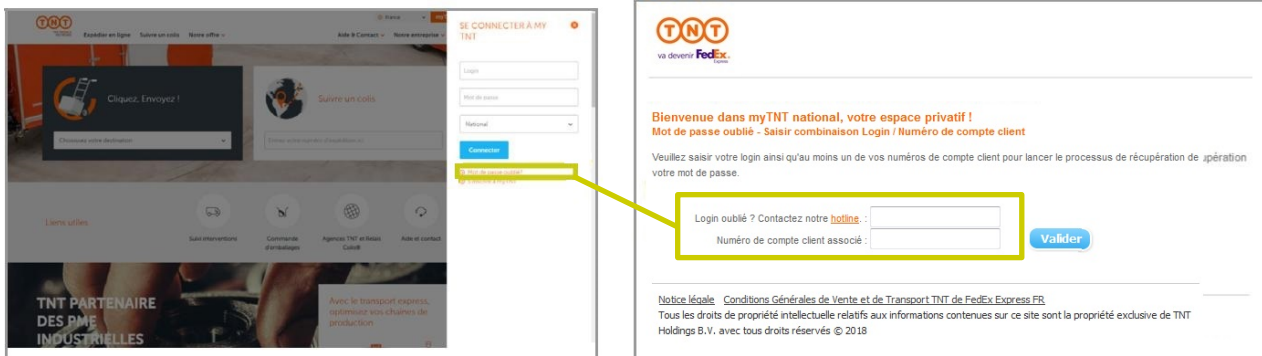 TNT
France
Expédier en ligne Suivre un colis Notre offre
Aide & Contact Notre entreprise
SE CONNECTER À MY
TNT
Login
Mot de passe
National
Connecter
Mot de passe oublié?
Cliquez, Envoyez !
Choisissez votre destination
Suivre un colis
Liens utiles
Suivi interventions
Commande
d'emballages
Agences TNT et Relais
Colis®
Aide et contact
TNT PARTENAIRE
DES PME
INDUSTRIELLES
Avec le transport express,
optimisez vos chaînes de
production
TNT
va devenir FedEx
Express
Bienvenue dans myTNT national, votre espace privatif !
Mot de passe oublié - Saisir combinaison Login / Numéro de compte client
Veuillez saisir votre login ainsi qu'au moins un de vos numéros de compte client pour lancer le processus de récupération de upération
votre mot de passe.
Login oublié ? Contactez notre hotline. :
Numéro de compte client associé :
Valider
Notice légale Conditions Générales de Vente et de Transport TNT de FedEx Express FR
Tous les droits de propriété intellectuelle relatifs aux informations contenues sur ce site sont la propriété exclusive de TNT
Holdings B.V. avec tous droits réservés © 2018